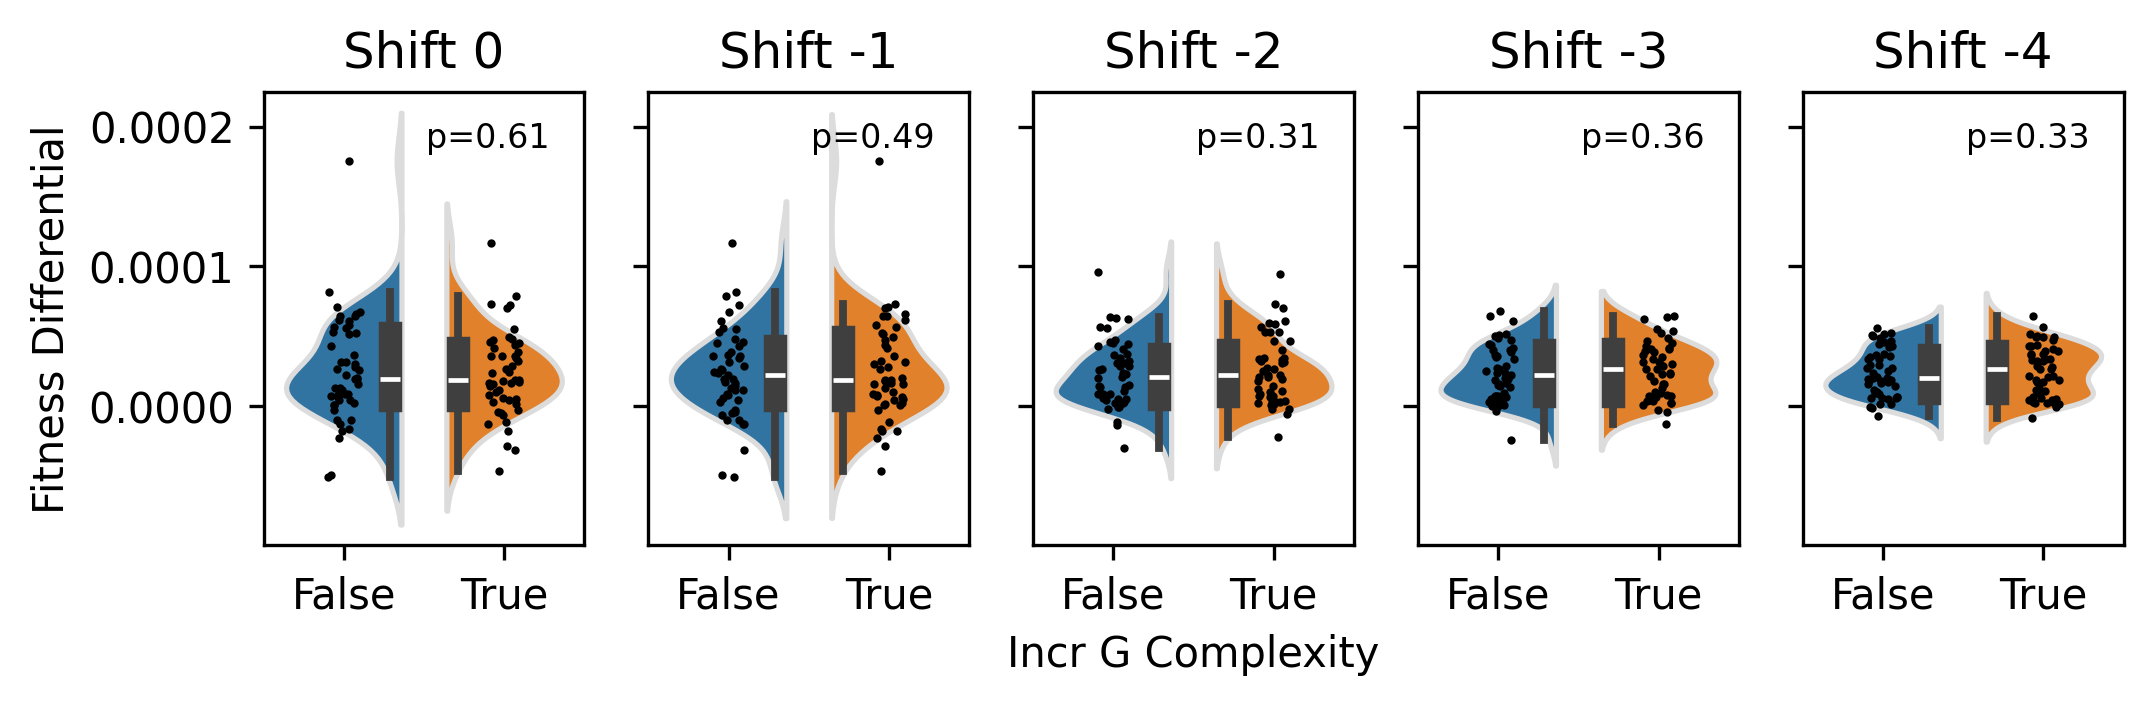 Shift 0 Shift -1 Shift -2 Shift -3 Shift -4
p=0.61 p=0.49 p=0.31 p=0.36 p=0.33
Fitness Differential
0.0002
0.0001
0.0000
False True False True False True False True False True
Incr G Complexity